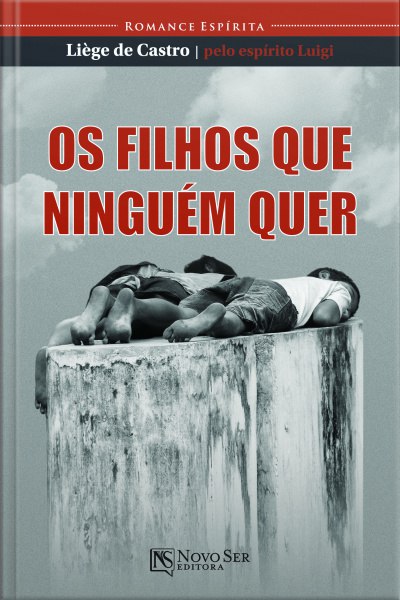 ROMANCE ESPÍRITA
Liège de Castro | pelo espírito Luigi
OS FILHOS QUE
NINGUÉM QUER
NS NOVO SER
EDITORA